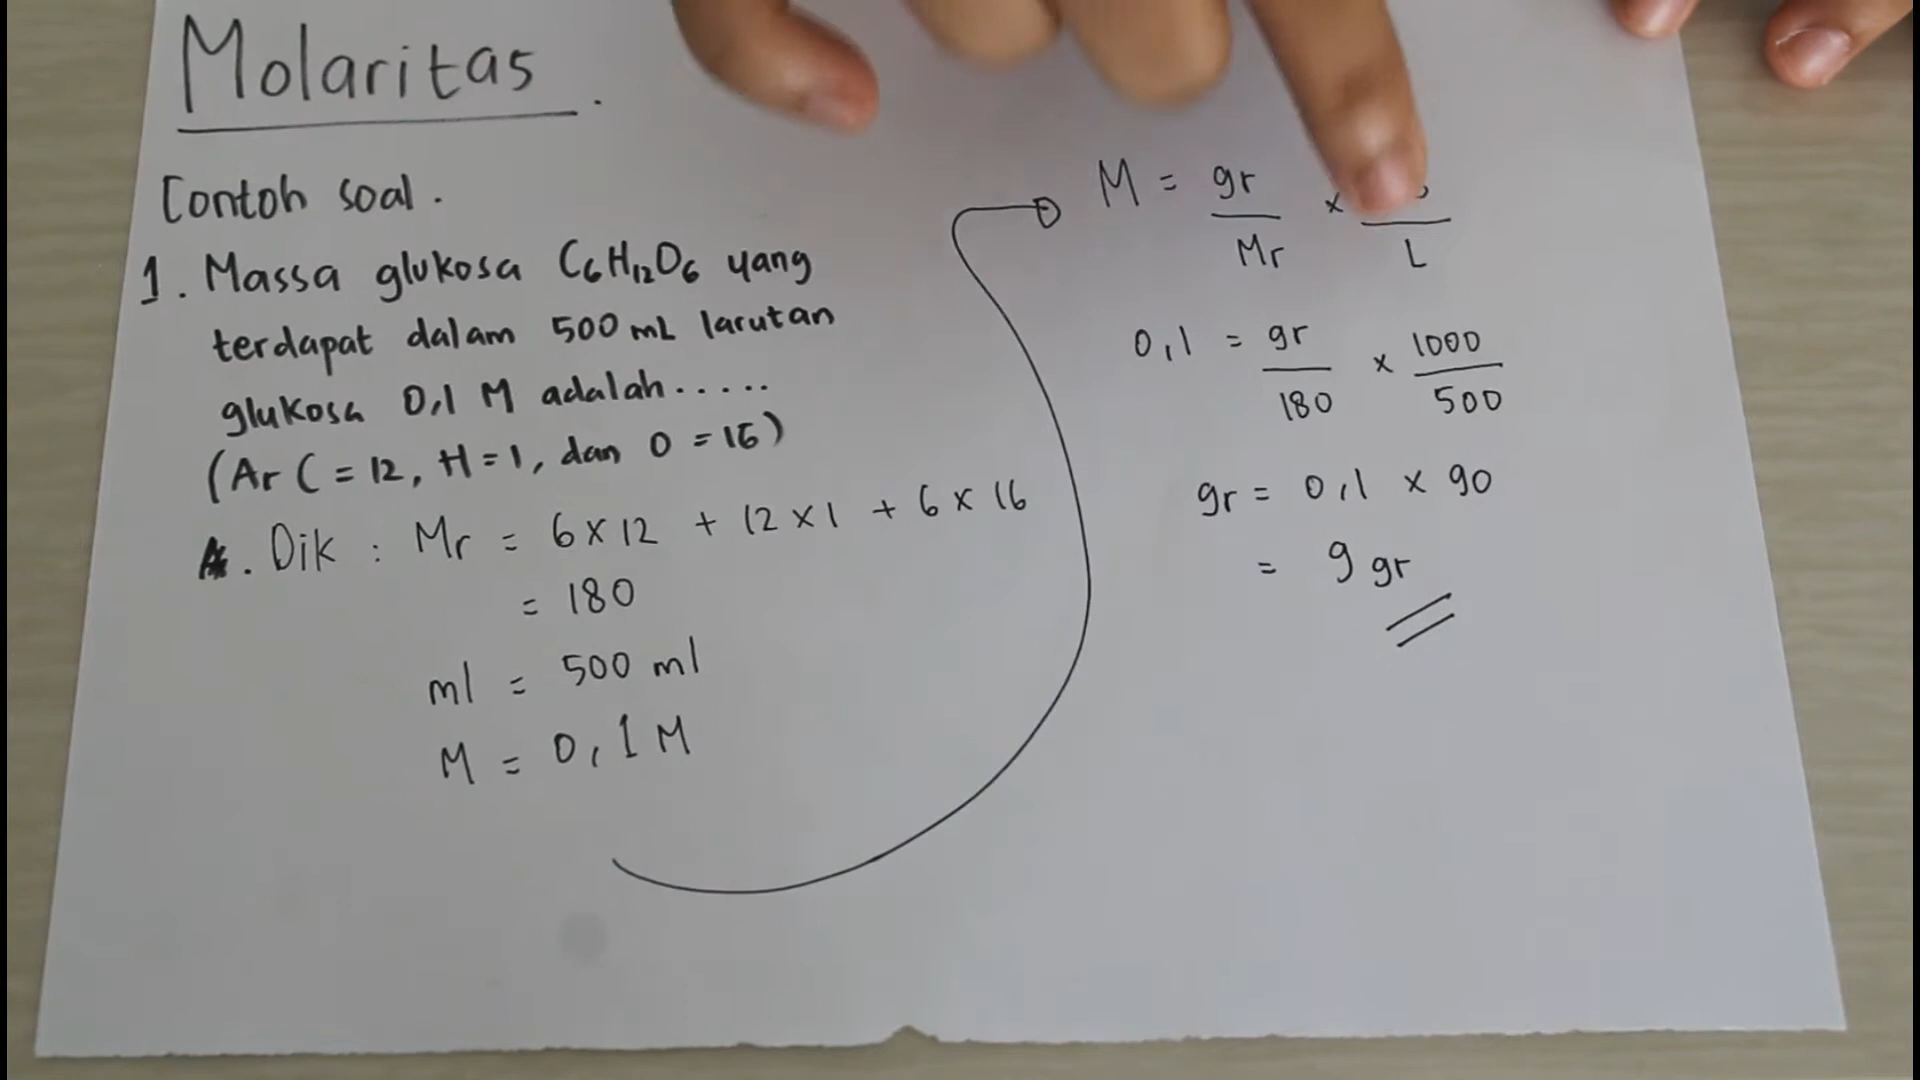 Molaritas.
Contoh soal.
1. Massa glukosa C₆H₁₂O₆ yang
terdapat dalam 500 mL larutan
glukosa 0,1 M adalah.....
(Ar C = 12, H = 1, dan O = 16)
A. Dik : Mr = 6 x 12 + 12 x 1 + 6 x 16
= 180
ml = 500 ml
M = 0,1 M
M = gr/Mr x /L
0,1 = gr/180 x 1000/500
gr = 0,1 x 90
= 9 gr